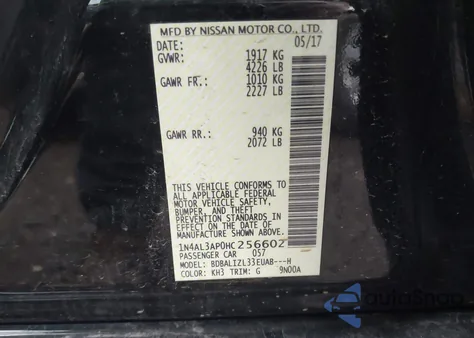 MFD BY NISSAN MOTOR CO., LTD.
DATE: 05/17
GVWR: 1917 KG
4226 LB
GAWR FR.: 1010 KG
2227 LB
GAWR RR.: 940 KG
2072 LB
THIS VEHICLE CONFORMS TO
ALL APPLICABLE FEDERAL
MOTOR VEHICLE SAFETY,
BUMPER, AND THEFT
PREVENTION STANDARDS IN
EFFECT ON THE DATE OF
MANUFACTURE SHOWN ABOVE.
1N4AL3AP0HC256602
PASSENGER CAR 057
MODEL: BDBALIZL33EUAB---H
COLOR: KH3 TRIM: G 9N00A
AutoSnap